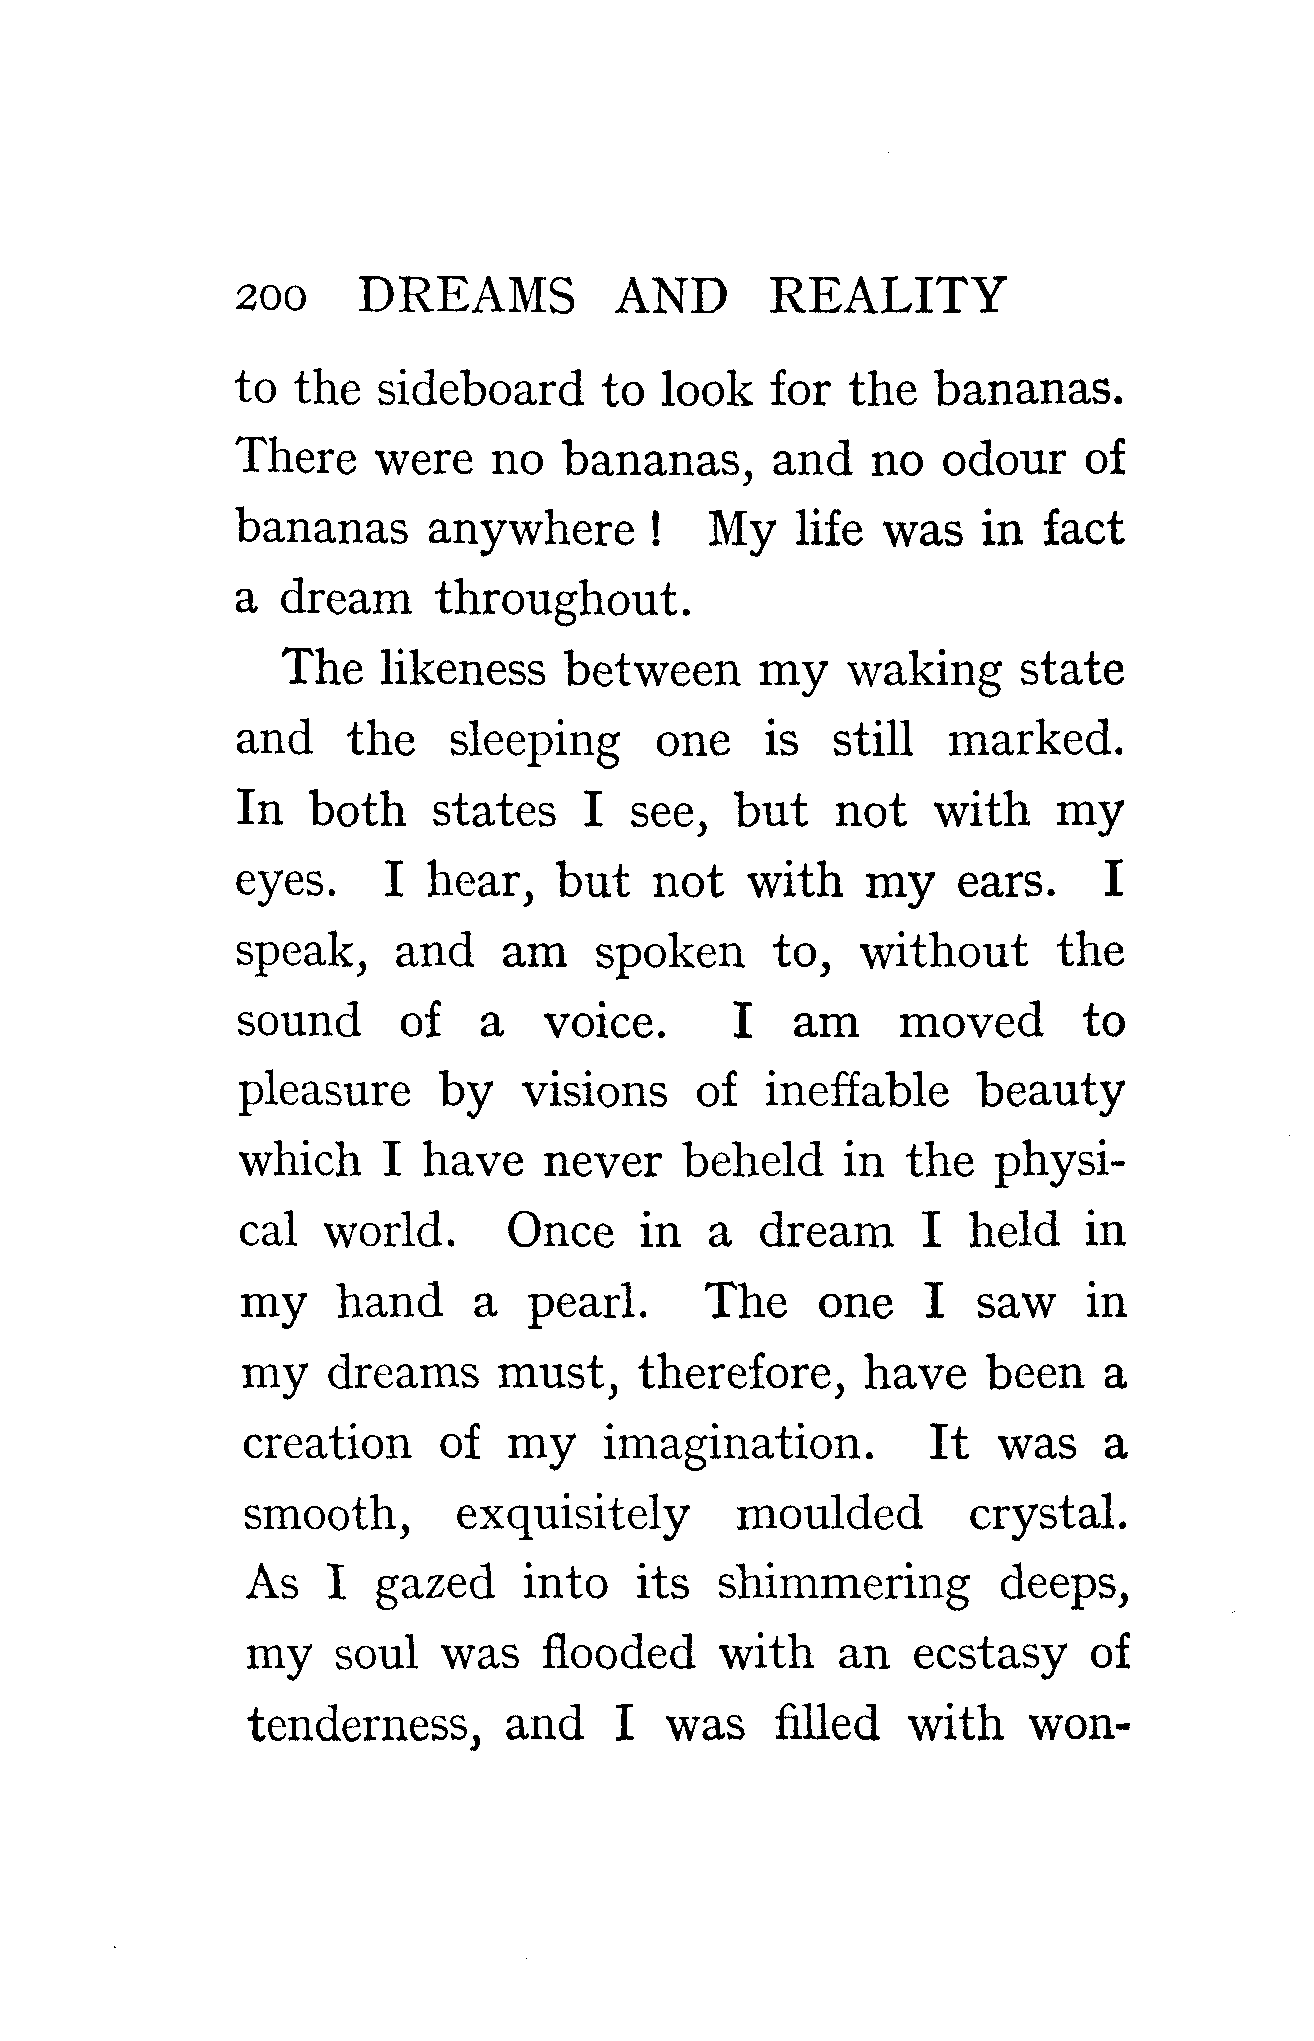 200 DREAMS AND REALITY
to the sideboard to look for the bananas.
There were no bananas, and no odour of
bananas anywhere ! My life was in fact
a dream throughout.
The likeness between my waking state
and the sleeping one is still marked.
In both states I see, but not with my
eyes. I hear, but not with my ears. I
speak, and am spoken to, without the
sound of a voice. I am moved to
pleasure by visions of ineffable beauty
which I have never beheld in the physi-
cal world. Once in a dream I held in
my hand a pearl. The one I saw in
my dreams must, therefore, have been a
creation of my imagination. It was a
smooth, exquisitely moulded crystal.
As I gazed into its shimmering deeps,
my soul was flooded with an ecstasy of
tenderness, and I was filled with won-